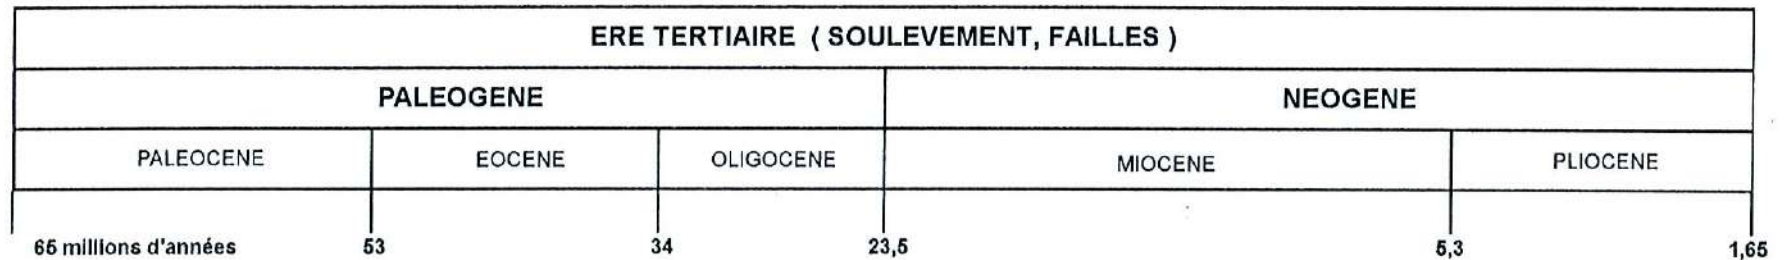 ERE TERTIAIRE ( SOULEVEMENT, FAILLES )
PALEOGENE NEOGENE
PALEOCENE EOCENE OLIGOCENE MIOCENE PLIOCENE
65 millions d'années 53 34 23,5 5,3 1,65